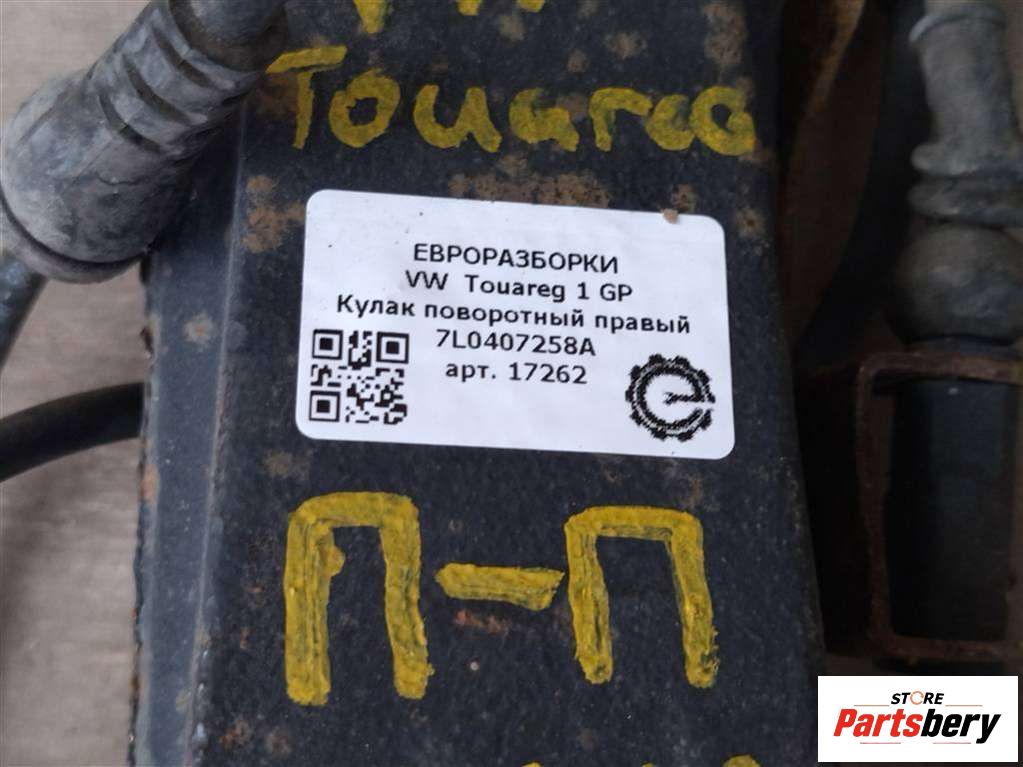 Touareg
ЕВРОРАЗБОРКИ
VW Touareg 1 GP
Кулак поворотный правый
7L0407258A
арт. 17262
П-П
STORE
Partsbery